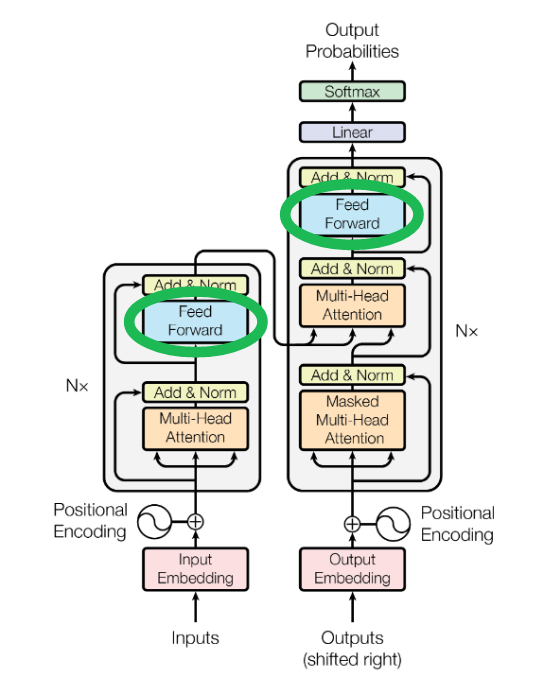 Output
Probabilities
Softmax
Linear
Add & Norm
Feed
Forward
Add & Norm
Multi-Head
Attention
Add & Norm
Masked
Multi-Head
Attention
Nx
Add & Norm
Feed
Forward
Add & Norm
Multi-Head
Attention
N×
Positional
Encoding
Positional
Encoding
Input
Embedding
Output
Embedding
Inputs
Outputs
(shifted right)